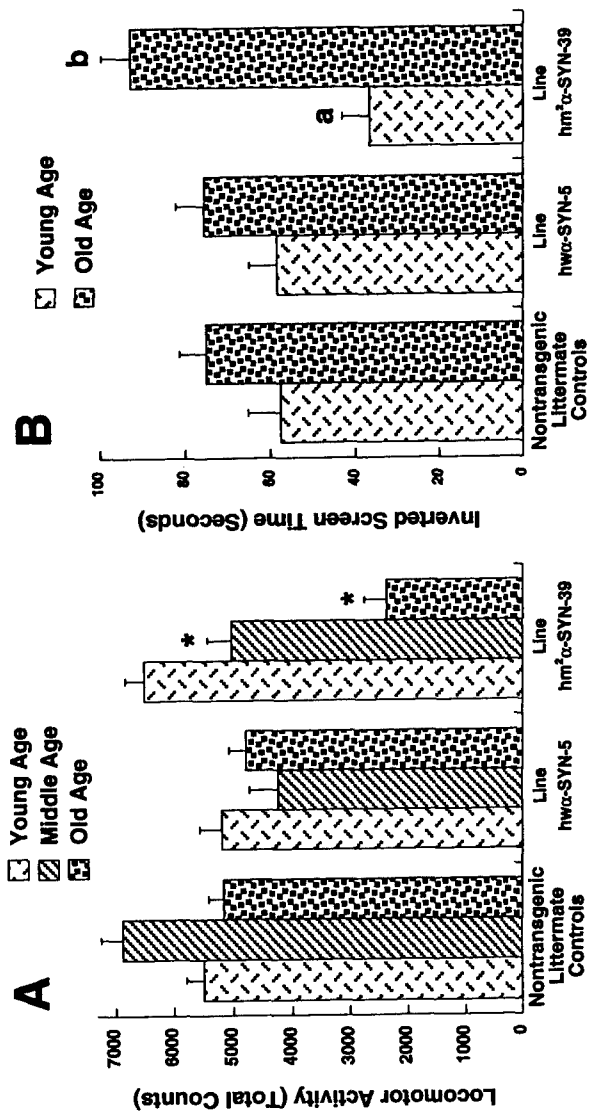 A
Young Age
Middle Age
Old Age
Locomotor Activity (Total Counts)
7000
6000
5000
4000
3000
2000
1000
0
*
*
Nontransgenic
Littermate
Controls
Line
hwα-SYN-5
Line
hm²α-SYN-39
B
Young Age
Old Age
Inverted Screen Time (Seconds)
100
80
60
40
20
0
a
b
Nontransgenic
Littermate
Controls
Line
hwα-SYN-5
Line
hm²α-SYN-39